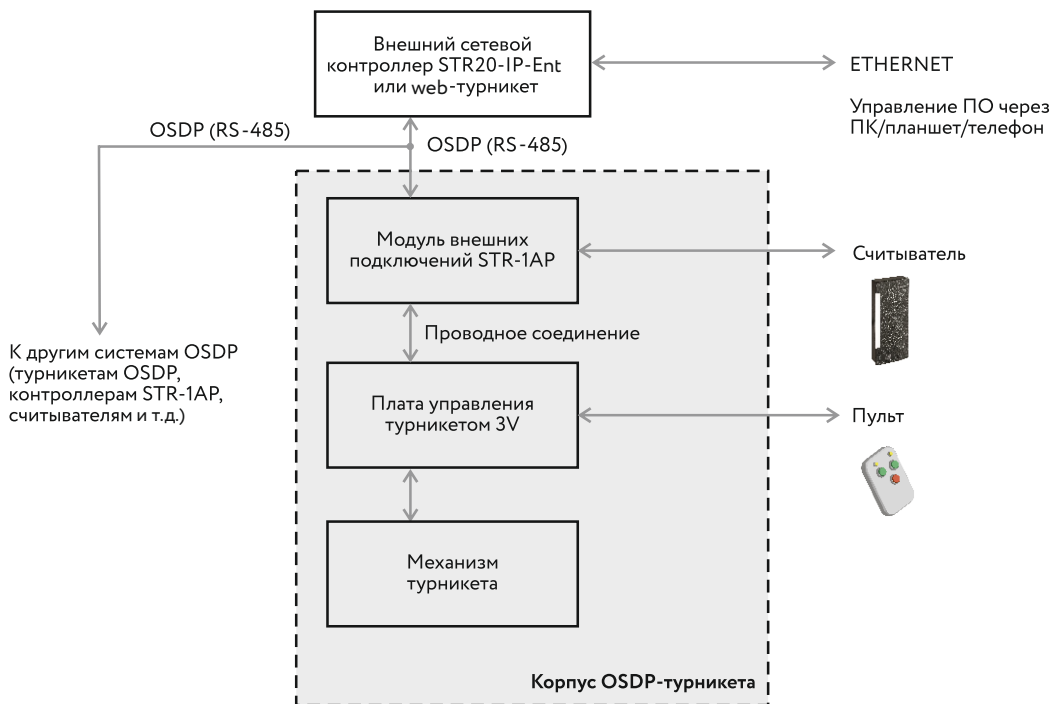 Внешний сетевой
контроллер STR20-IP-Ent
или web-турникет
ETHERNET
Управление ПО через
ПК/планшет/телефон
OSDP (RS-485)
OSDP (RS-485)
Модуль внешних
подключений STR-1AP
Считыватель
Проводное соединение
К другим системам OSDP
(турникетам OSDP,
контроллерам STR-1AP,
считывателям и т.д.)
Плата управления
турникетом 3V
Пульт
Механизм
турникета
Корпус OSDP-турникета